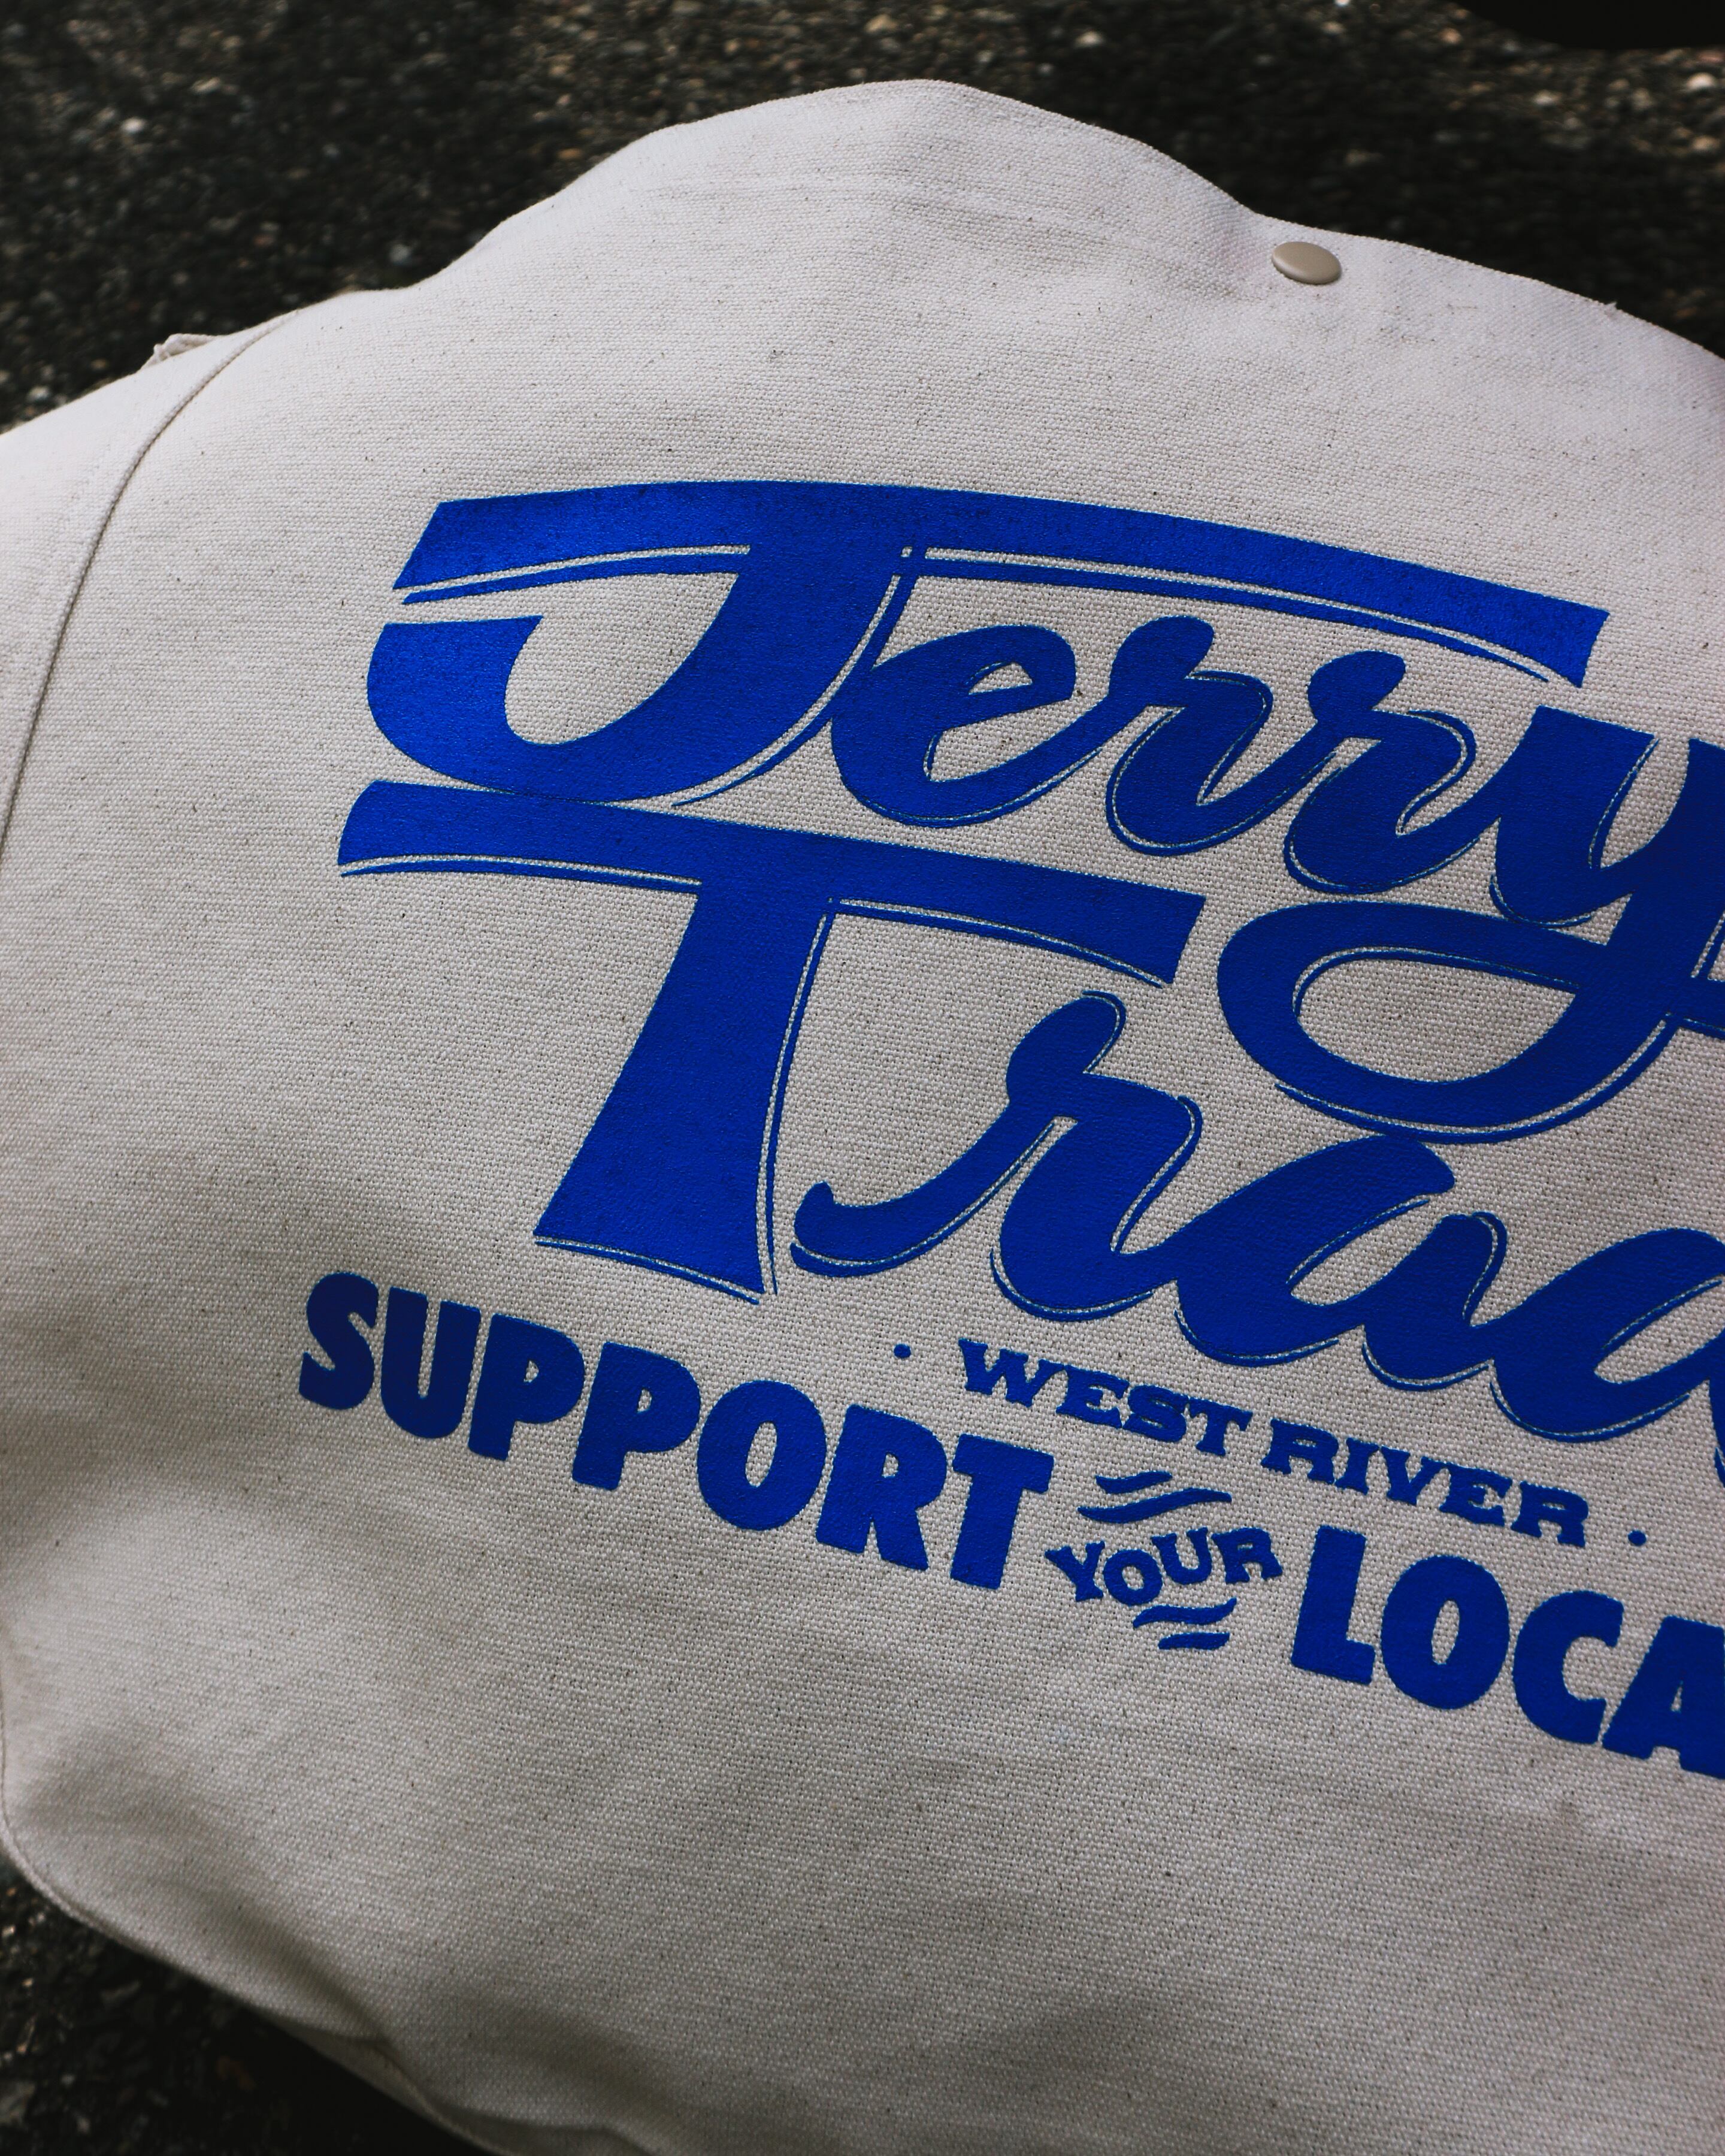 Jerry
Trad
· WEST RIVER ·
SUPPORT YOUR LOCA